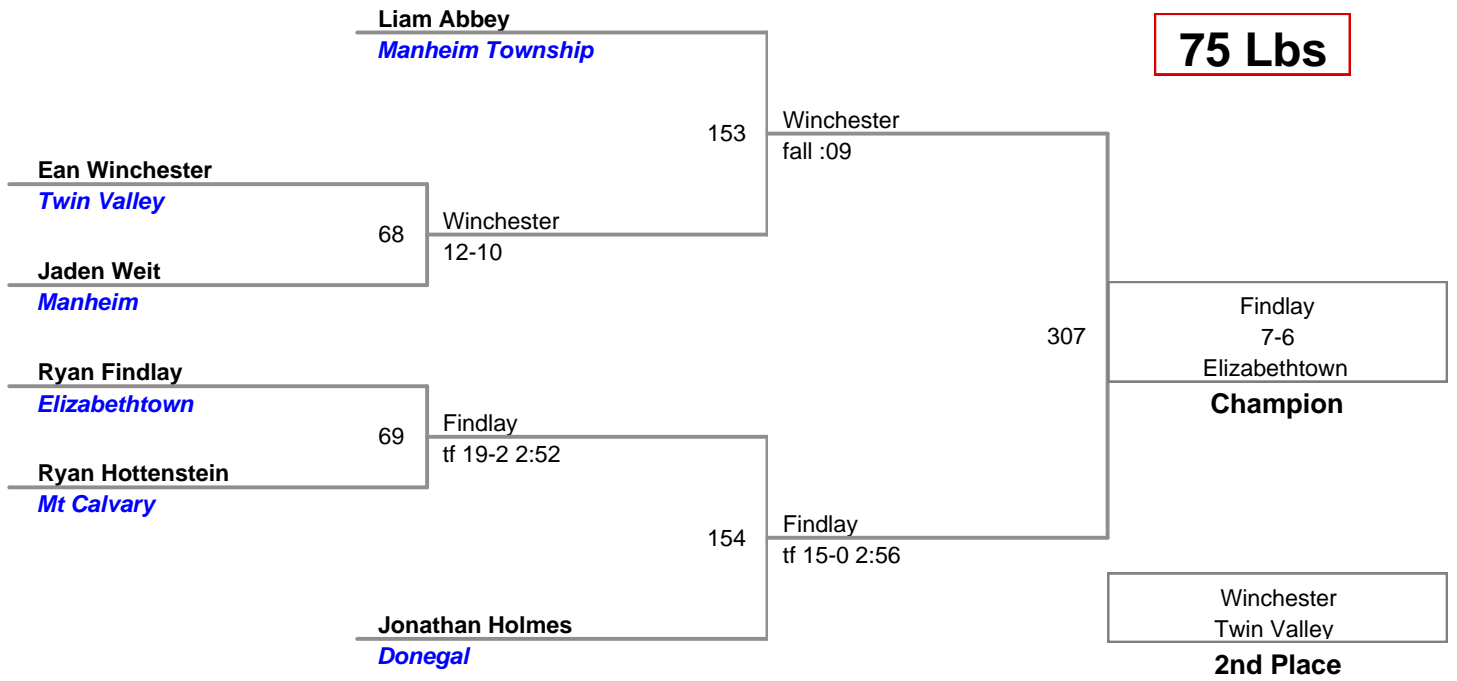 Liam Abbey
Manheim Township
75 Lbs
153
Winchester
fall :09
Ean Winchester
Twin Valley
68
Winchester
12-10
Jaden Weit
Manheim
307
Findlay
7-6
Elizabethtown
Champion
Ryan Findlay
Elizabethtown
69
Findlay
tf 19-2 2:52
Ryan Hottenstein
Mt Calvary
154
Findlay
tf 15-0 2:56
Jonathan Holmes
Donegal
Winchester
Twin Valley
2nd Place